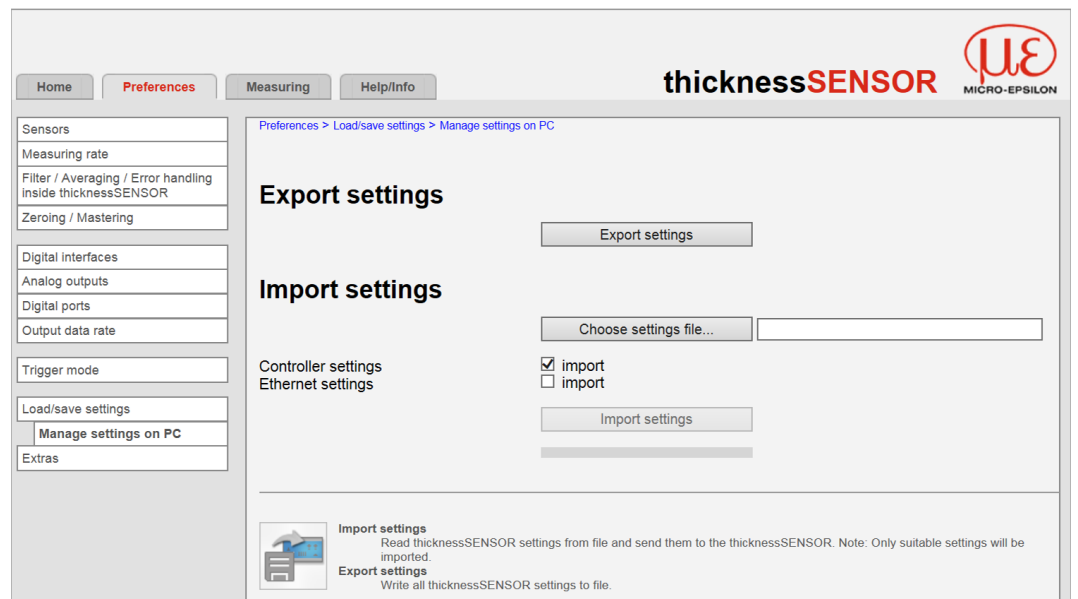 Home
Preferences
Measuring
Help/Info
thicknessSENSOR
με
MICRO-EPSILON
Sensors
Measuring rate
Filter / Averaging / Error handling
inside thicknessSENSOR
Zeroing / Mastering
Digital interfaces
Analog outputs
Digital ports
Output data rate
Trigger mode
Load/save settings
Manage settings on PC
Extras
Preferences > Load/save settings > Manage settings on PC
Export settings
Export settings
Import settings
Choose settings file...
Controller settings
import
Ethernet settings
import
Import settings
Import settings
Read thicknessSENSOR settings from file and send them to the thicknessSENSOR. Note: Only suitable settings will be
imported.
Export settings
Write all thicknessSENSOR settings to file.